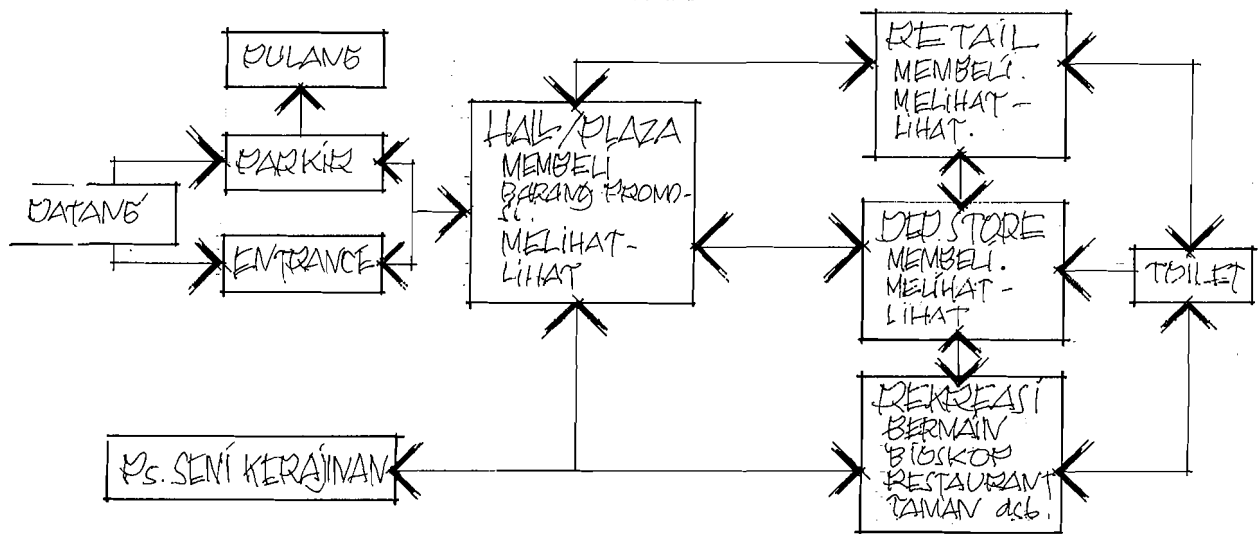 PULANG
PARKIR
DATANG
ENTRANCE
HALL/PLAZA
MEMBELI
BARANG PROMO-
SI.
MELIHAT-
LIHAT
Ps. SENI KERAJINAN
RETAIL
MEMBELI.
MELIHAT-
LIHAT.
DEP. STORE
MEMBELI.
MELIHAT-
LIHAT
REKREASI
BERMAIN
BIOSKOP
RESTAURANT
TAMAN dsb.
TOILET